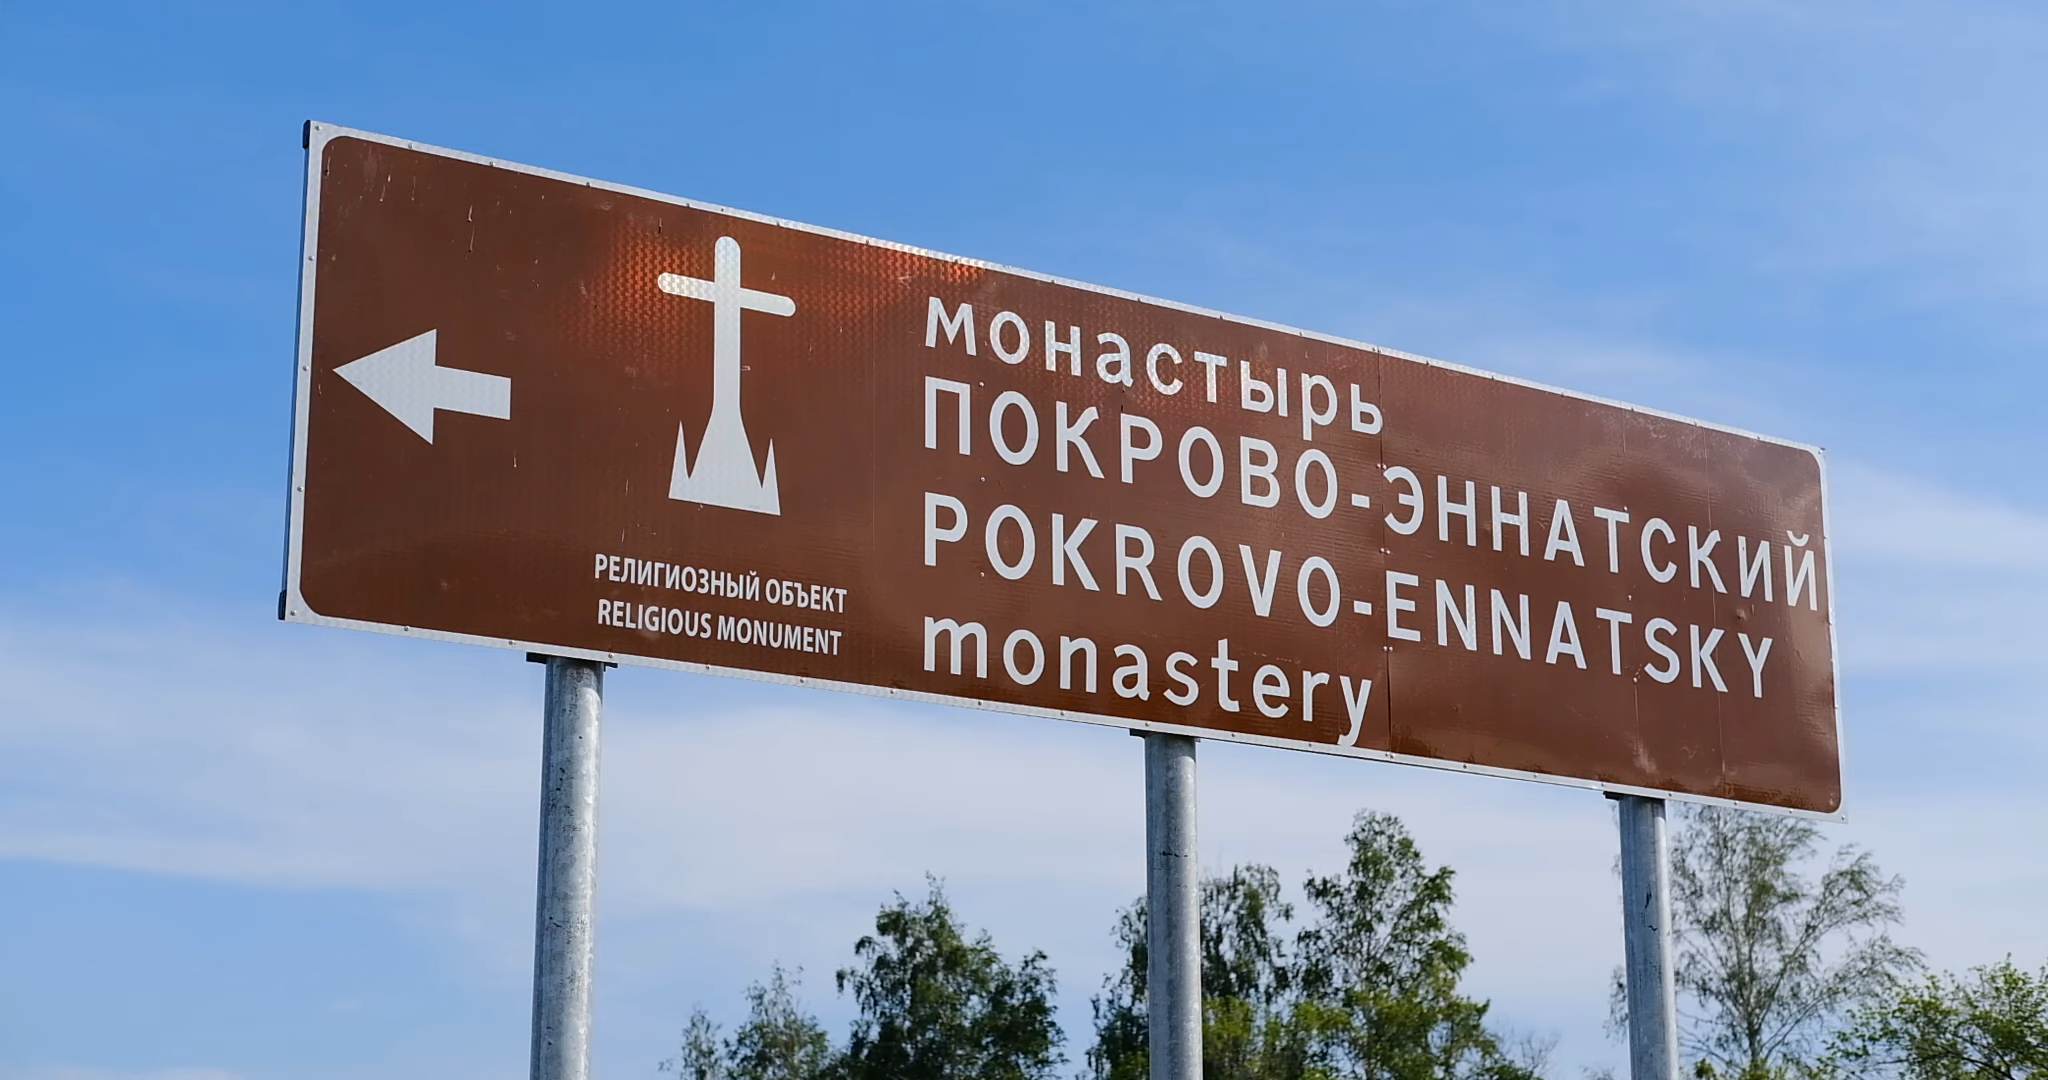 РЕЛИГИОЗНЫЙ ОБЪЕКТ
RELIGIOUS MONUMENT
монастырь
ПОКРОВО-ЭННАТСКИЙ
POKROVO-ENNATSKY
monastery